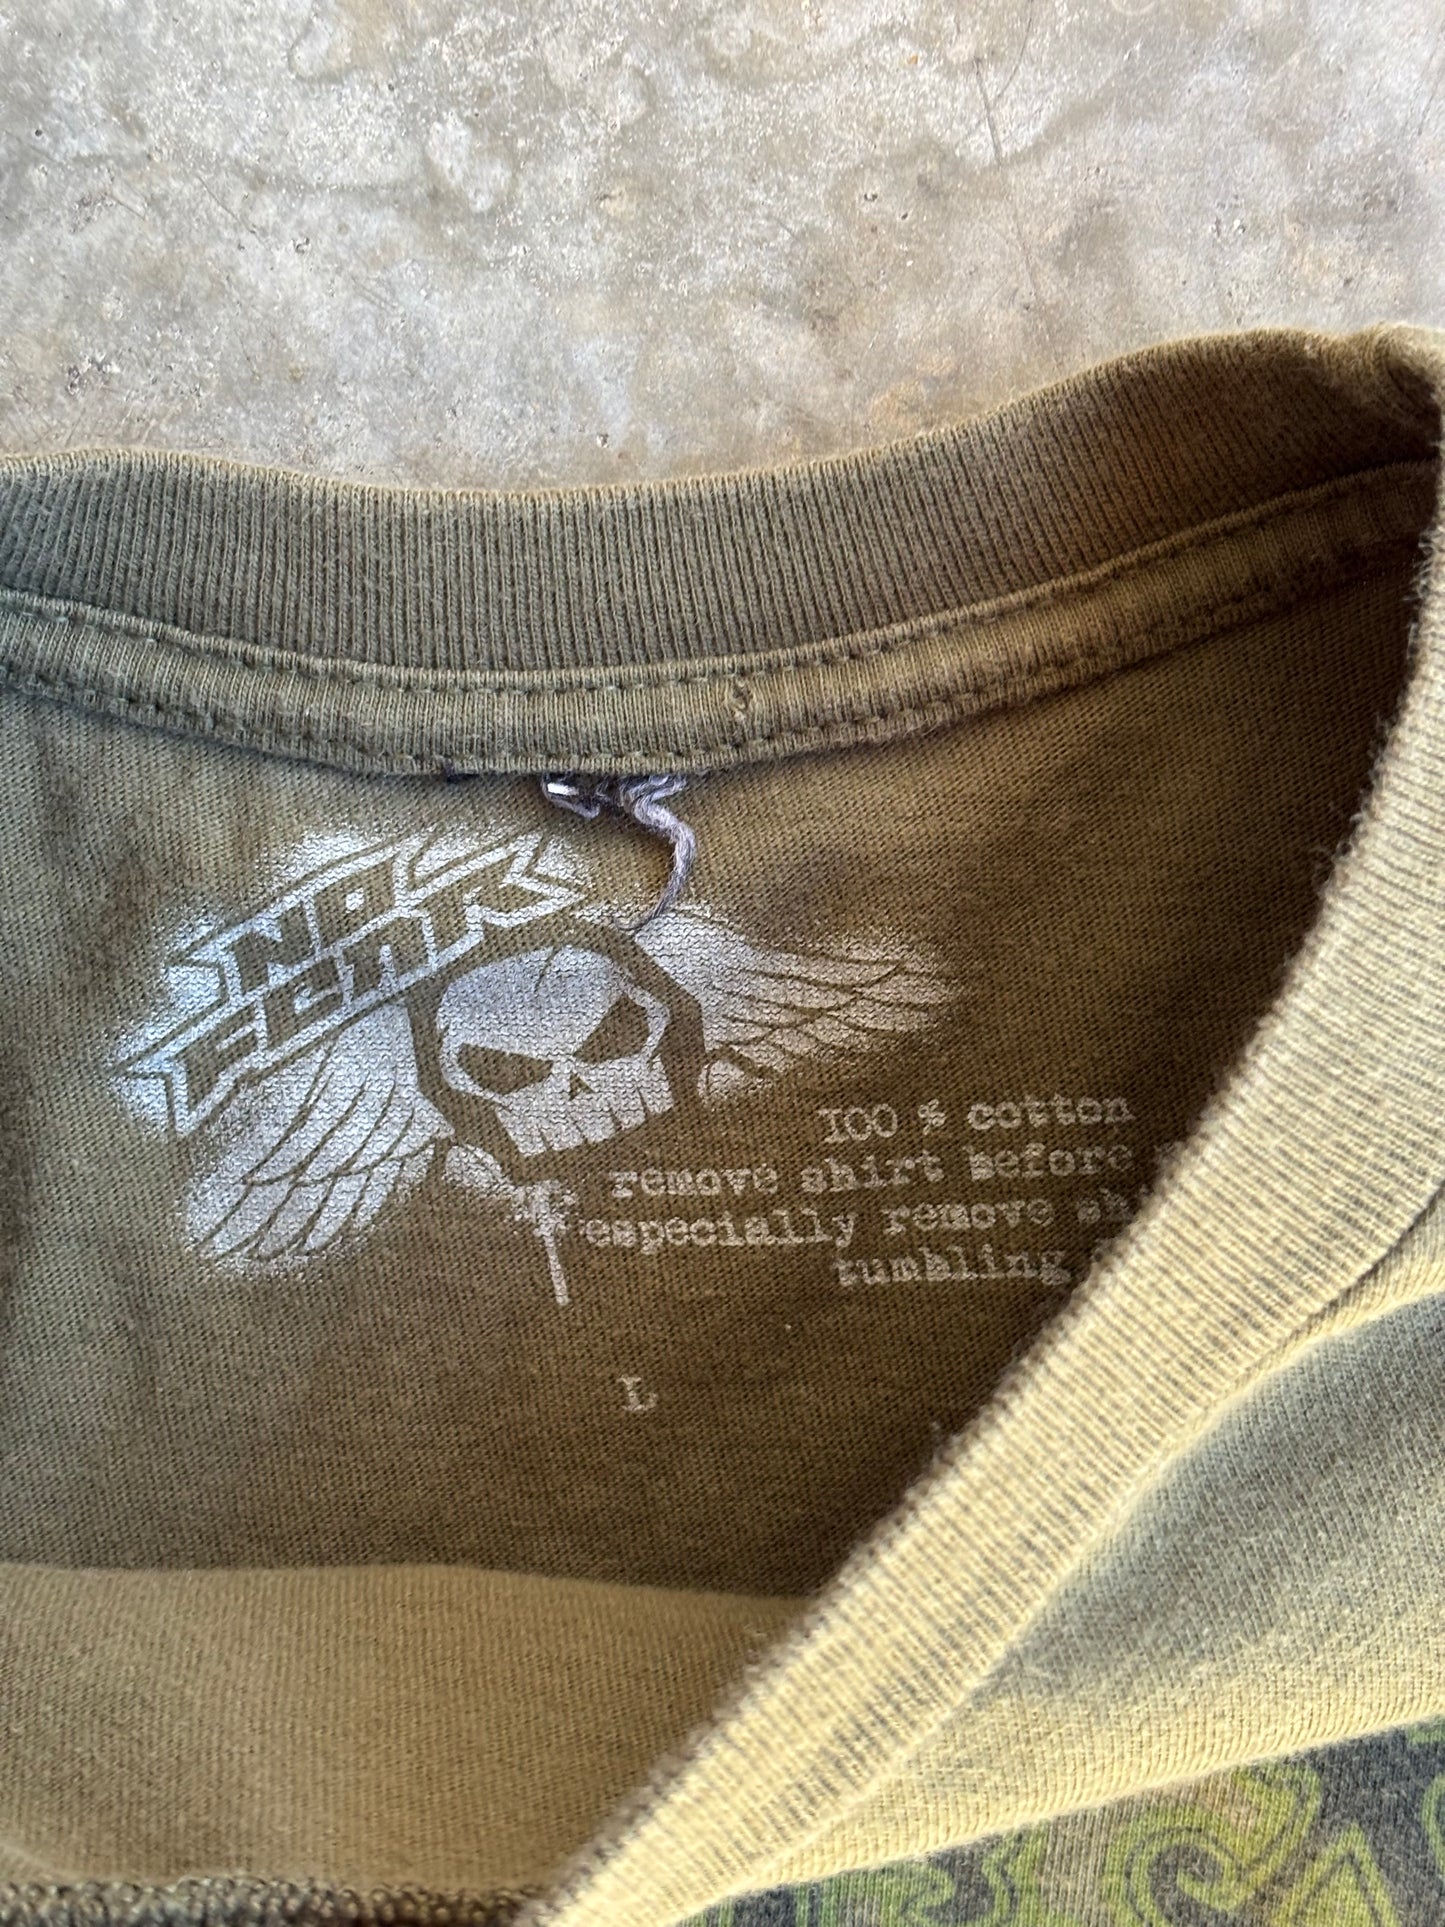 NO
FEAR
100 % cotton
remove shirt before
especially remove
tumbling
L